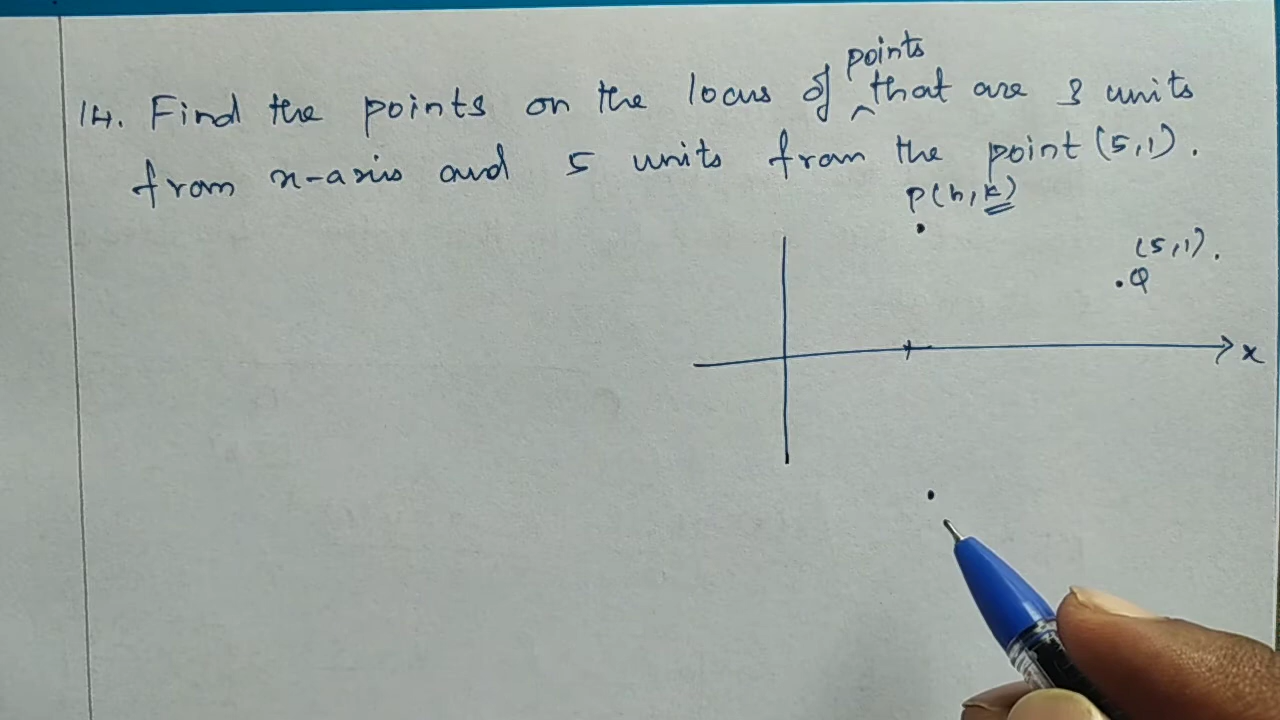 points
14. Find the points on the locus of ^ that are 3 units
from x-axis and 5 units from the point (5,1).
P(h,k)
(5,1).
.Q
x